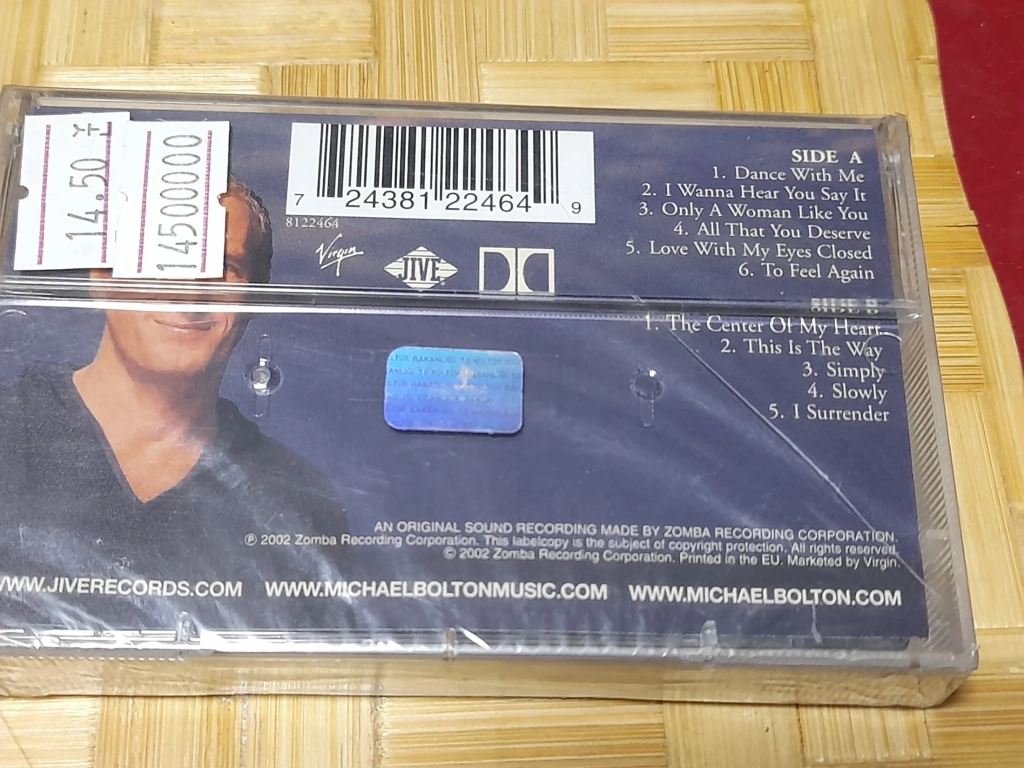 14.50 Y
14500000
7 24381 22464 9
8122464
Virgin
JIVE
SIDE A
1. Dance With Me
2. I Wanna Hear You Say It
3. Only A Woman Like You
4. All That You Deserve
5. Love With My Eyes Closed
6. To Feel Again
SIDE B
1. The Center Of My Heart
2. This Is The Way
3. Simply
4. Slowly
5. I Surrender
AN ORIGINAL SOUND RECORDING MADE BY ZOMBA RECORDING CORPORATION.
℗ 2002 Zomba Recording Corporation. This labelcopy is the subject of copyright protection. All rights reserved.
© 2002 Zomba Recording Corporation. Printed in the EU. Marketed by Virgin.
WWW.JIVERECORDS.COM WWW.MICHAELBOLTONMUSIC.COM WWW.MICHAELBOLTON.COM